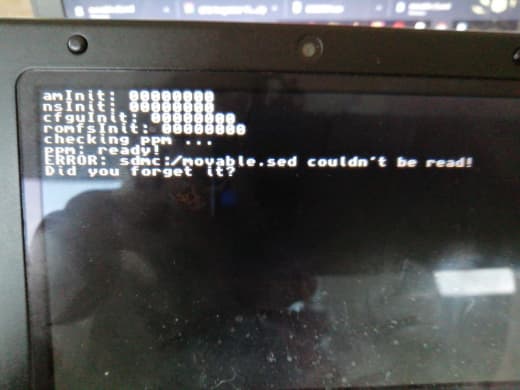 amInit: 00000000
nsInit: 00000000
cfguInit: 00000000
romfsInit: 00000000
checking ppm ...
ppm: ready!
ERROR: sdmc:/movable.sed couldn't be read!
Did you forget it?